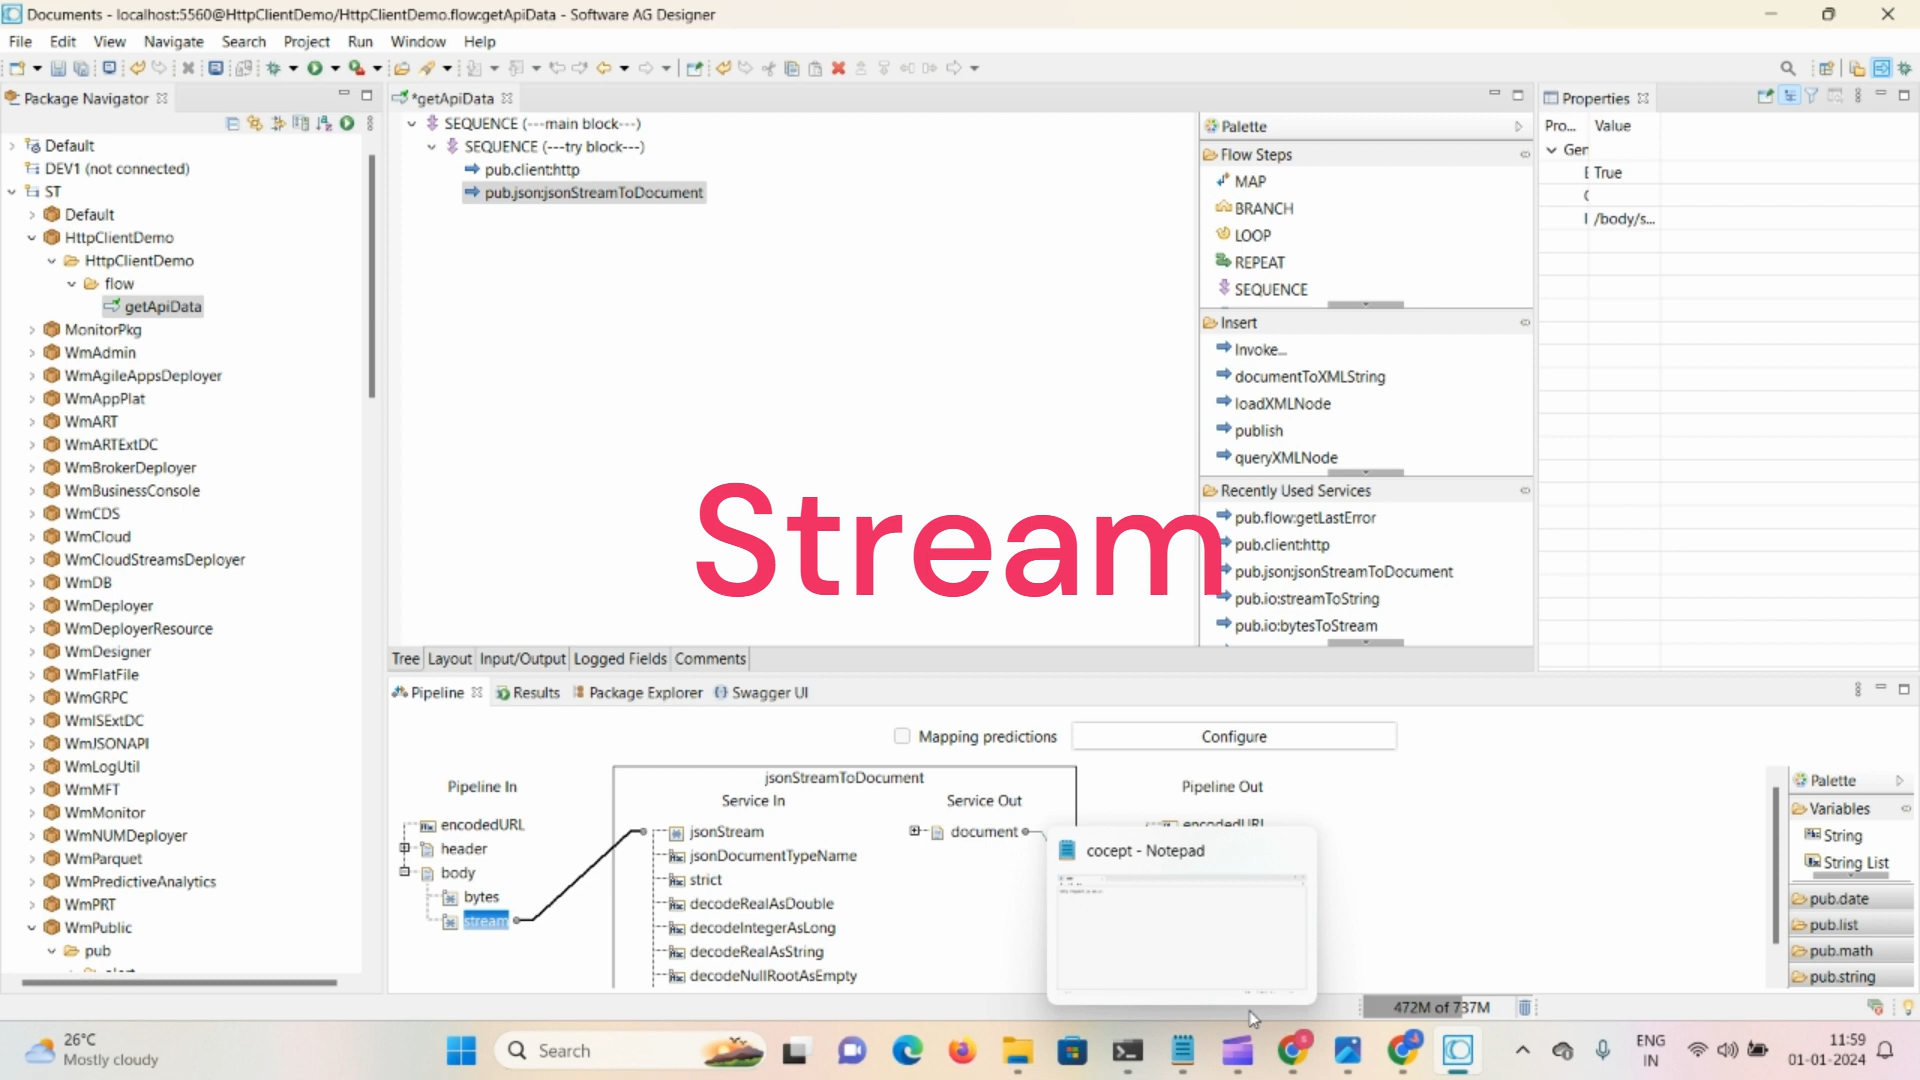 Documents - localhost:5560@HttpClientDemo/HttpClientDemo.flow:getApiData - Software AG Designer
File Edit View Navigate Search Project Run Window Help
Package Navigator
Default
DEV1 (not connected)
ST
Default
HttpClientDemo
HttpClientDemo
flow
getApiData
MonitorPkg
WmAdmin
WmAgileAppsDeployer
WmAppPlat
WmART
WmARTExtDC
WmBrokerDeployer
WmBusinessConsole
WmCDS
WmCloud
WmCloudStreamsDeployer
WmDB
WmDeployer
WmDeployerResource
WmDesigner
WmFlatFile
WmGRPC
WmISExtDC
WmJSONAPI
WmLogUtil
WmMFT
WmMonitor
WmNUMDeployer
WmParquet
WmPredictiveAnalytics
WmPRT
WmPublic
pub
*getApiData
SEQUENCE (---main block---)
SEQUENCE (---try block---)
pub.client:http
pub.json:jsonStreamToDocument
Stream
Palette
Flow Steps
MAP
BRANCH
LOOP
REPEAT
SEQUENCE
Insert
Invoke...
documentToXMLString
loadXMLNode
publish
queryXMLNode
Recently Used Services
pub.flow:getLastError
pub.client:http
pub.json:jsonStreamToDocument
pub.io:streamToString
pub.io:bytesToStream
Properties
Pro... Value
Ger
True
/body/s...
Tree Layout Input/Output Logged Fields Comments
Pipeline Results Package Explorer Swagger UI
Mapping predictions Configure
Pipeline In
encodedURL
header
body
bytes
stream
jsonStreamToDocument
Service In Service Out
jsonStream
jsonDocumentTypeName
strict
decodeRealAsDouble
decodeIntegerAsLong
decodeRealAsString
decodeNullRootAsEmpty
document
Pipeline Out
encodedURL
cocept - Notepad
Palette
Variables
String
String List
pub.date
pub.list
pub.math
pub.string
472M of 737M
26°C
Mostly cloudy
Search
ENG
IN
11:59
01-01-2024